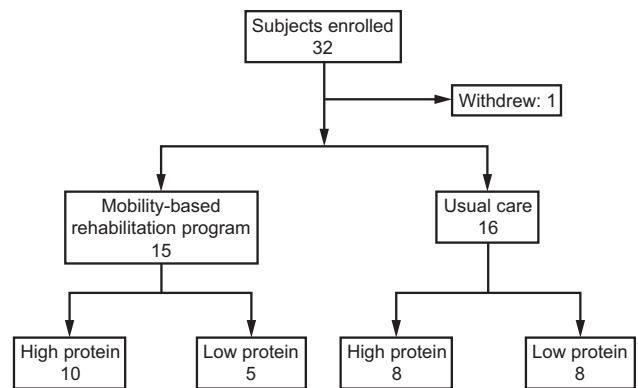 Subjects enrolled
32
Withdrew: 1
Mobility-based
rehabilitation program
15
Usual care
16
High protein
10
Low protein
5
High protein
8
Low protein
8